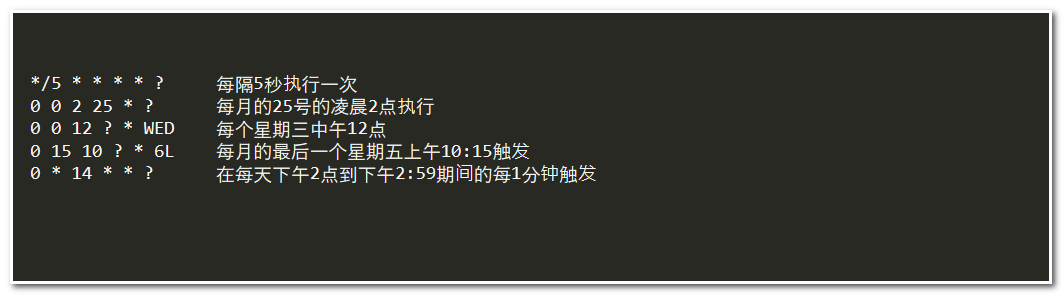 */5 * * * * ? 每隔5秒执行一次
0 0 2 25 * ? 每月的25号的凌晨2点执行
0 0 12 ? * WED 每个星期三中午12点
0 15 10 ? * 6L 每月的最后一个星期五上午10:15触发
0 * 14 * * ? 在每天下午2点到下午2:59期间的每1分钟触发